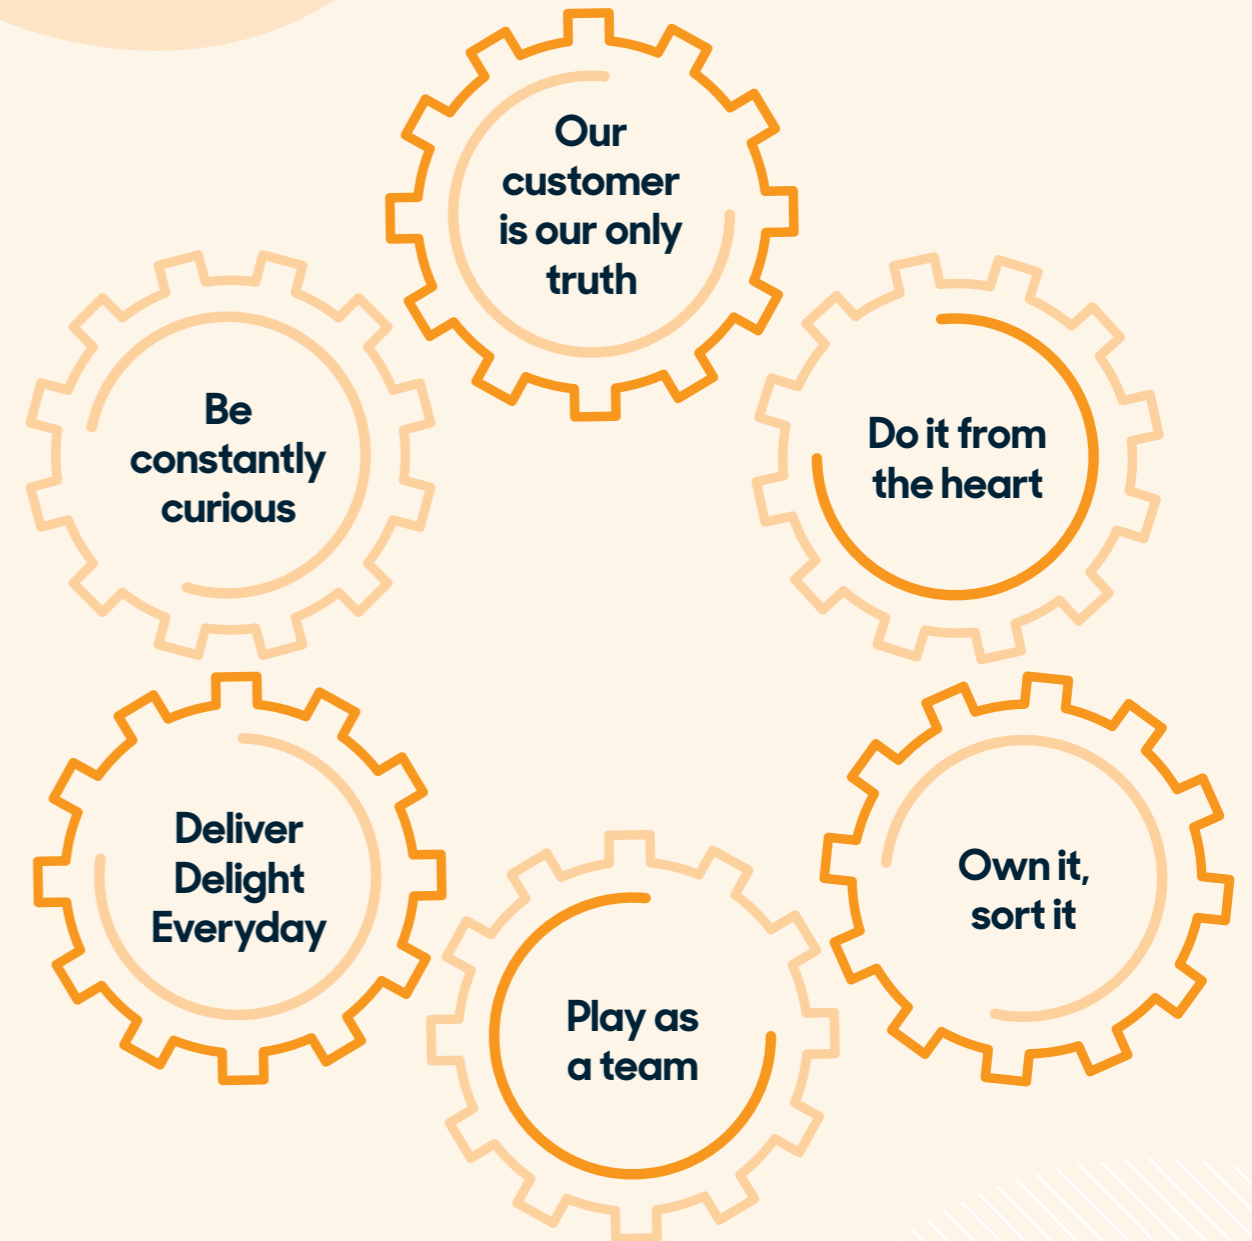 Our
customer
is our only
truth
Be
constantly
curious
Do it from
the heart
Deliver
Delight
Everyday
Own it,
sort it
Play as
a team